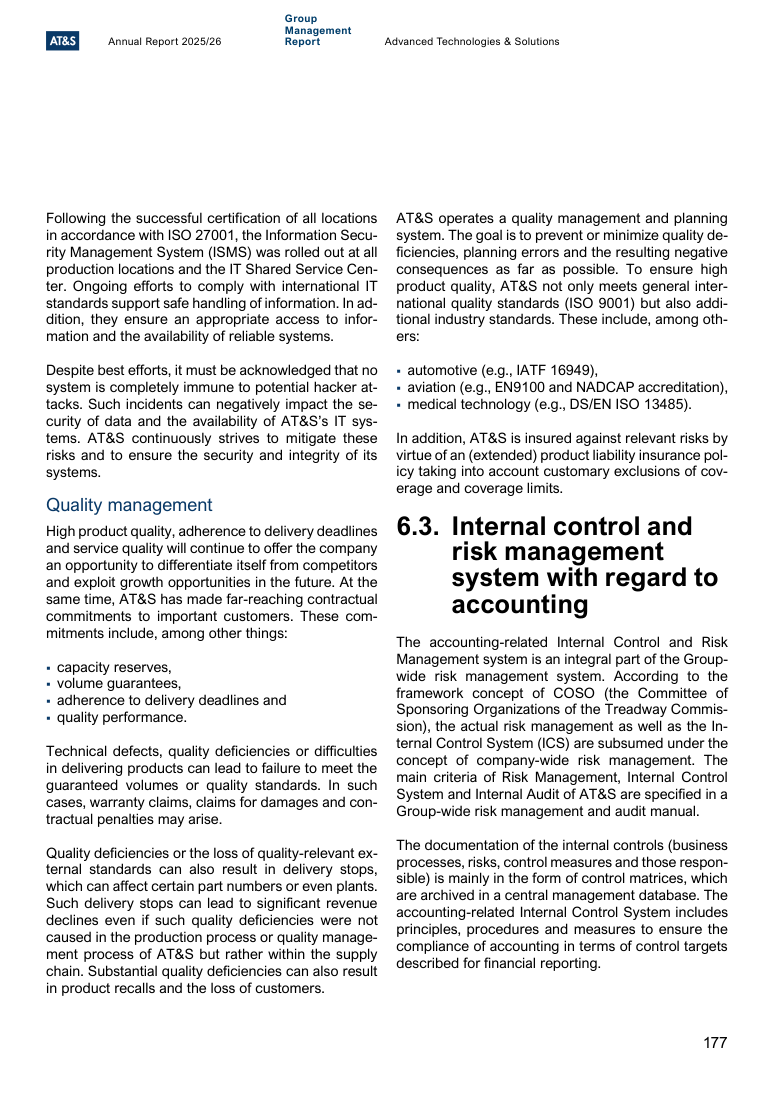 AT&S
Annual Report 2025/26
Group
Management
Report
Advanced Technologies & Solutions
Following the successful certification of all locations
in accordance with ISO 27001, the Information Secu-
rity Management System (ISMS) was rolled out at all
production locations and the IT Shared Service Cen-
ter. Ongoing efforts to comply with international IT
standards support safe handling of information. In ad-
dition, they ensure an appropriate access to infor-
mation and the availability of reliable systems.
Despite best efforts, it must be acknowledged that no
system is completely immune to potential hacker at-
tacks. Such incidents can negatively impact the se-
curity of data and the availability of AT&S's IT sys-
tems. AT&S continuously strives to mitigate these
risks and to ensure the security and integrity of its
systems.
Quality management
High product quality, adherence to delivery deadlines
and service quality will continue to offer the company
an opportunity to differentiate itself from competitors
and exploit growth opportunities in the future. At the
same time, AT&S has made far-reaching contractual
commitments to important customers. These com-
mitments include, among other things:
▪ capacity reserves,
▪ volume guarantees,
▪ adherence to delivery deadlines and
▪ quality performance.
Technical defects, quality deficiencies or difficulties
in delivering products can lead to failure to meet the
guaranteed volumes or quality standards. In such
cases, warranty claims, claims for damages and con-
tractual penalties may arise.
Quality deficiencies or the loss of quality-relevant ex-
ternal standards can also result in delivery stops,
which can affect certain part numbers or even plants.
Such delivery stops can lead to significant revenue
declines even if such quality deficiencies were not
caused in the production process or quality manage-
ment process of AT&S but rather within the supply
chain. Substantial quality deficiencies can also result
in product recalls and the loss of customers.
AT&S operates a quality management and planning
system. The goal is to prevent or minimize quality de-
ficiencies, planning errors and the resulting negative
consequences as far as possible. To ensure high
product quality, AT&S not only meets general inter-
national quality standards (ISO 9001) but also addi-
tional industry standards. These include, among oth-
ers:
▪ automotive (e.g., IATF 16949),
▪ aviation (e.g., EN9100 and NADCAP accreditation),
▪ medical technology (e.g., DS/EN ISO 13485).
In addition, AT&S is insured against relevant risks by
virtue of an (extended) product liability insurance pol-
icy taking into account customary exclusions of cov-
erage and coverage limits.
6.3. Internal control and
risk management
system with regard to
accounting
The accounting-related Internal Control and Risk
Management system is an integral part of the Group-
wide risk management system. According to the
framework concept of COSO (the Committee of
Sponsoring Organizations of the Treadway Commis-
sion), the actual risk management as well as the In-
ternal Control System (ICS) are subsumed under the
concept of company-wide risk management. The
main criteria of Risk Management, Internal Control
System and Internal Audit of AT&S are specified in a
Group-wide risk management and audit manual.
The documentation of the internal controls (business
processes, risks, control measures and those respon-
sible) is mainly in the form of control matrices, which
are archived in a central management database. The
accounting-related Internal Control System includes
principles, procedures and measures to ensure the
compliance of accounting in terms of control targets
described for financial reporting.
177